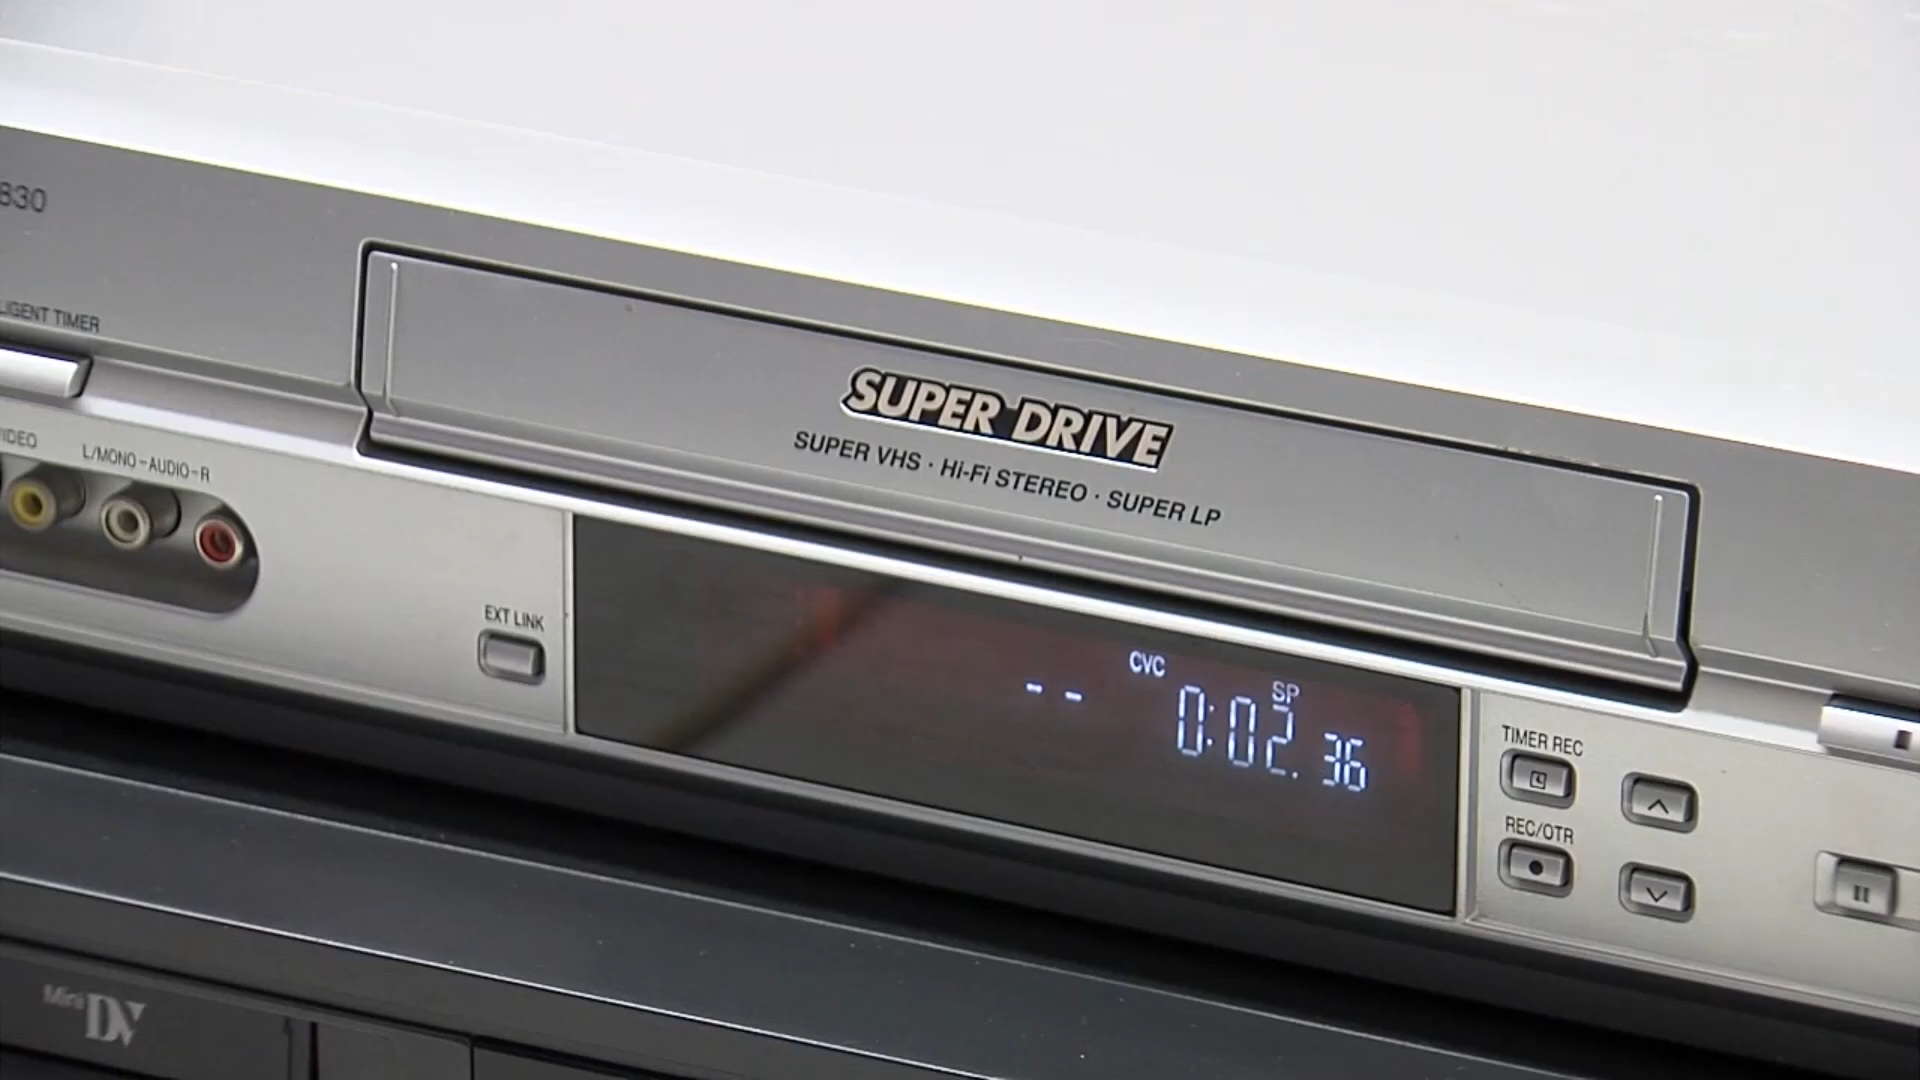 830
LIGENT TIMER
SUPER DRIVE
SUPER VHS · Hi-Fi STEREO · SUPER LP
VIDEO L/MONO-AUDIO-R
EXT LINK
CVC
SP
-- 0:02.36
TIMER REC
REC/OTR
Mini DV